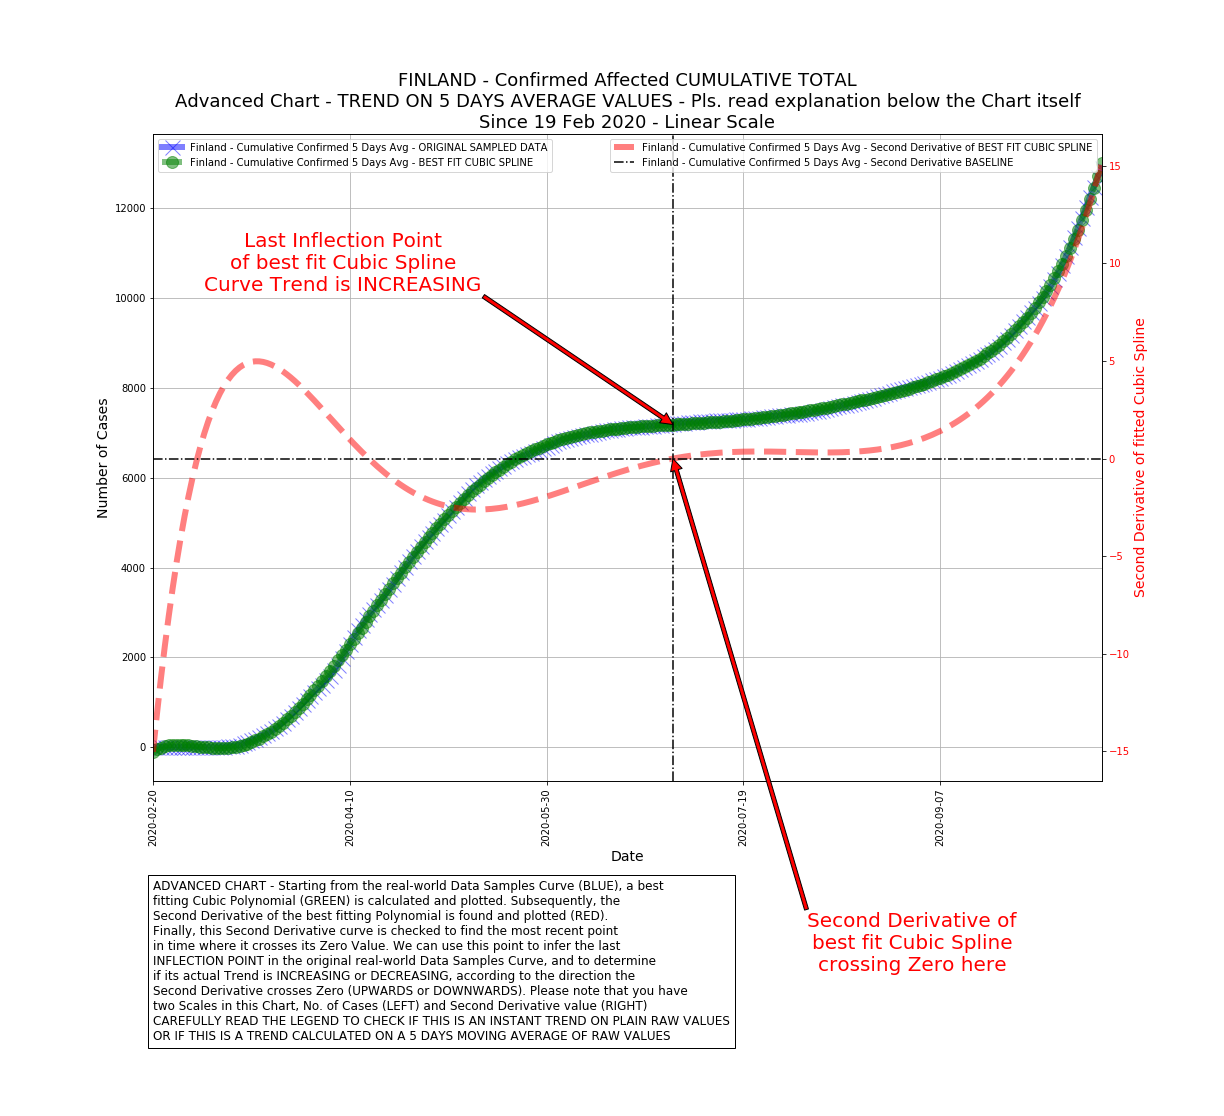 FINLAND - Confirmed Affected CUMULATIVE TOTAL
Advanced Chart - TREND ON 5 DAYS AVERAGE VALUES - Pls. read explanation below the Chart itself
Since 19 Feb 2020 - Linear Scale
Finland - Cumulative Confirmed 5 Days Avg - ORIGINAL SAMPLED DATA
Finland - Cumulative Confirmed 5 Days Avg - BEST FIT CUBIC SPLINE
Finland - Cumulative Confirmed 5 Days Avg - Second Derivative of BEST FIT CUBIC SPLINE
Finland - Cumulative Confirmed 5 Days Avg - Second Derivative BASELINE
Last Inflection Point
of best fit Cubic Spline
Curve Trend is INCREASING
Number of Cases
12000
10000
8000
6000
4000
2000
0
15
10
5
0
−5
−10
−15
Second Derivative of fitted Cubic Spline
2020-02-20
2020-04-10
2020-05-30
2020-07-19
2020-09-07
Date
Second Derivative of
best fit Cubic Spline
crossing Zero here
ADVANCED CHART - Starting from the real-world Data Samples Curve (BLUE), a best
fitting Cubic Polynomial (GREEN) is calculated and plotted. Subsequently, the
Second Derivative of the best fitting Polynomial is found and plotted (RED).
Finally, this Second Derivative curve is checked to find the most recent point
in time where it crosses its Zero Value. We can use this point to infer the last
INFLECTION POINT in the original real-world Data Samples Curve, and to determine
if its actual Trend is INCREASING or DECREASING, according to the direction the
Second Derivative crosses Zero (UPWARDS or DOWNWARDS). Please note that you have
two Scales in this Chart, No. of Cases (LEFT) and Second Derivative value (RIGHT)
CAREFULLY READ THE LEGEND TO CHECK IF THIS IS AN INSTANT TREND ON PLAIN RAW VALUES
OR IF THIS IS A TREND CALCULATED ON A 5 DAYS MOVING AVERAGE OF RAW VALUES